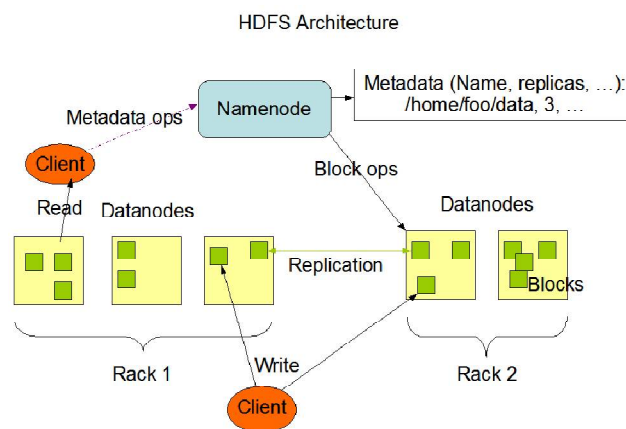 HDFS Architecture
Metadata (Name, replicas, …):
/home/foo/data, 3, …
Namenode
Metadata ops
Client
Block ops
Read
Datanodes
Datanodes
Replication
Blocks
Rack 1
Write
Rack 2
Client